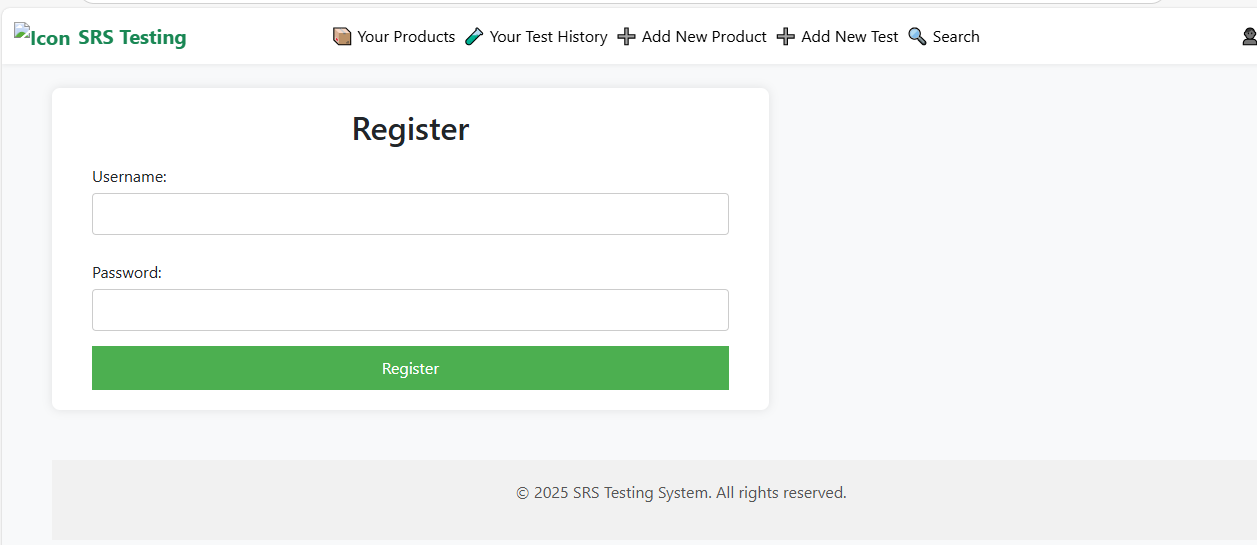 Icon SRS Testing
Your Products Your Test History Add New Product Add New Test Search
Register
Username:
Password:
Register
© 2025 SRS Testing System. All rights reserved.